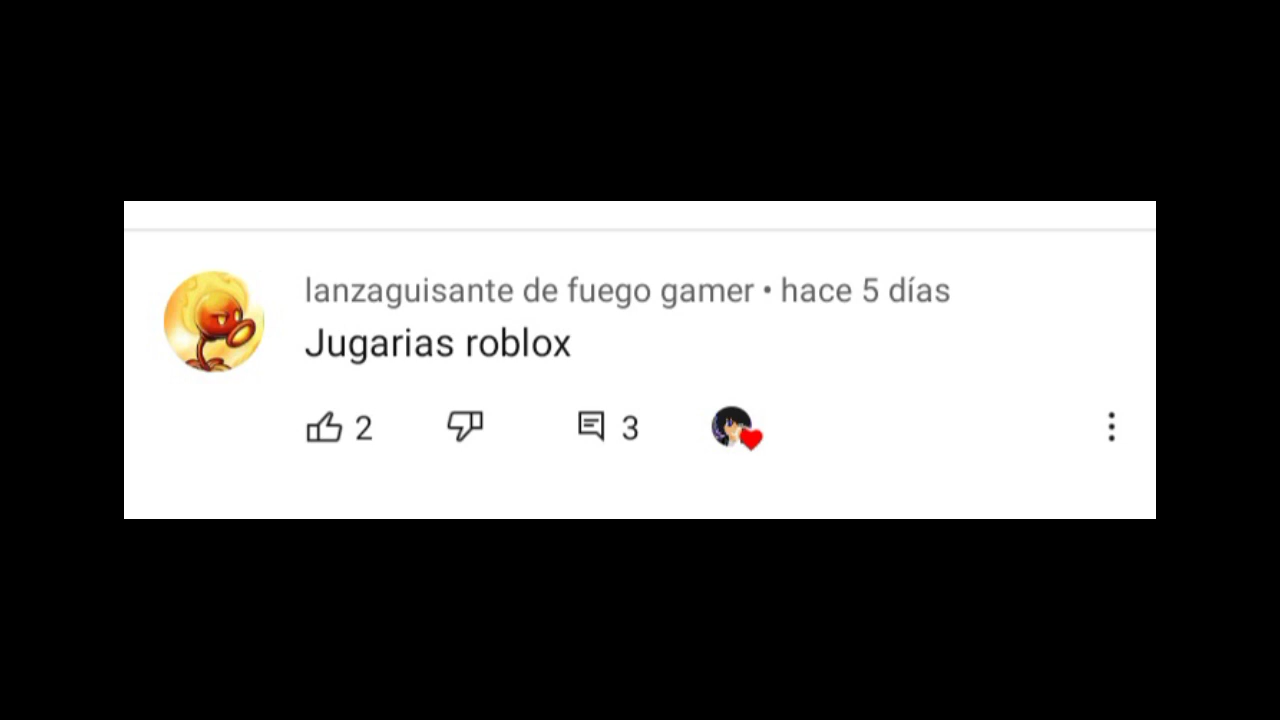 lanzaguisante de fuego gamer • hace 5 días
Jugarias roblox
2 3